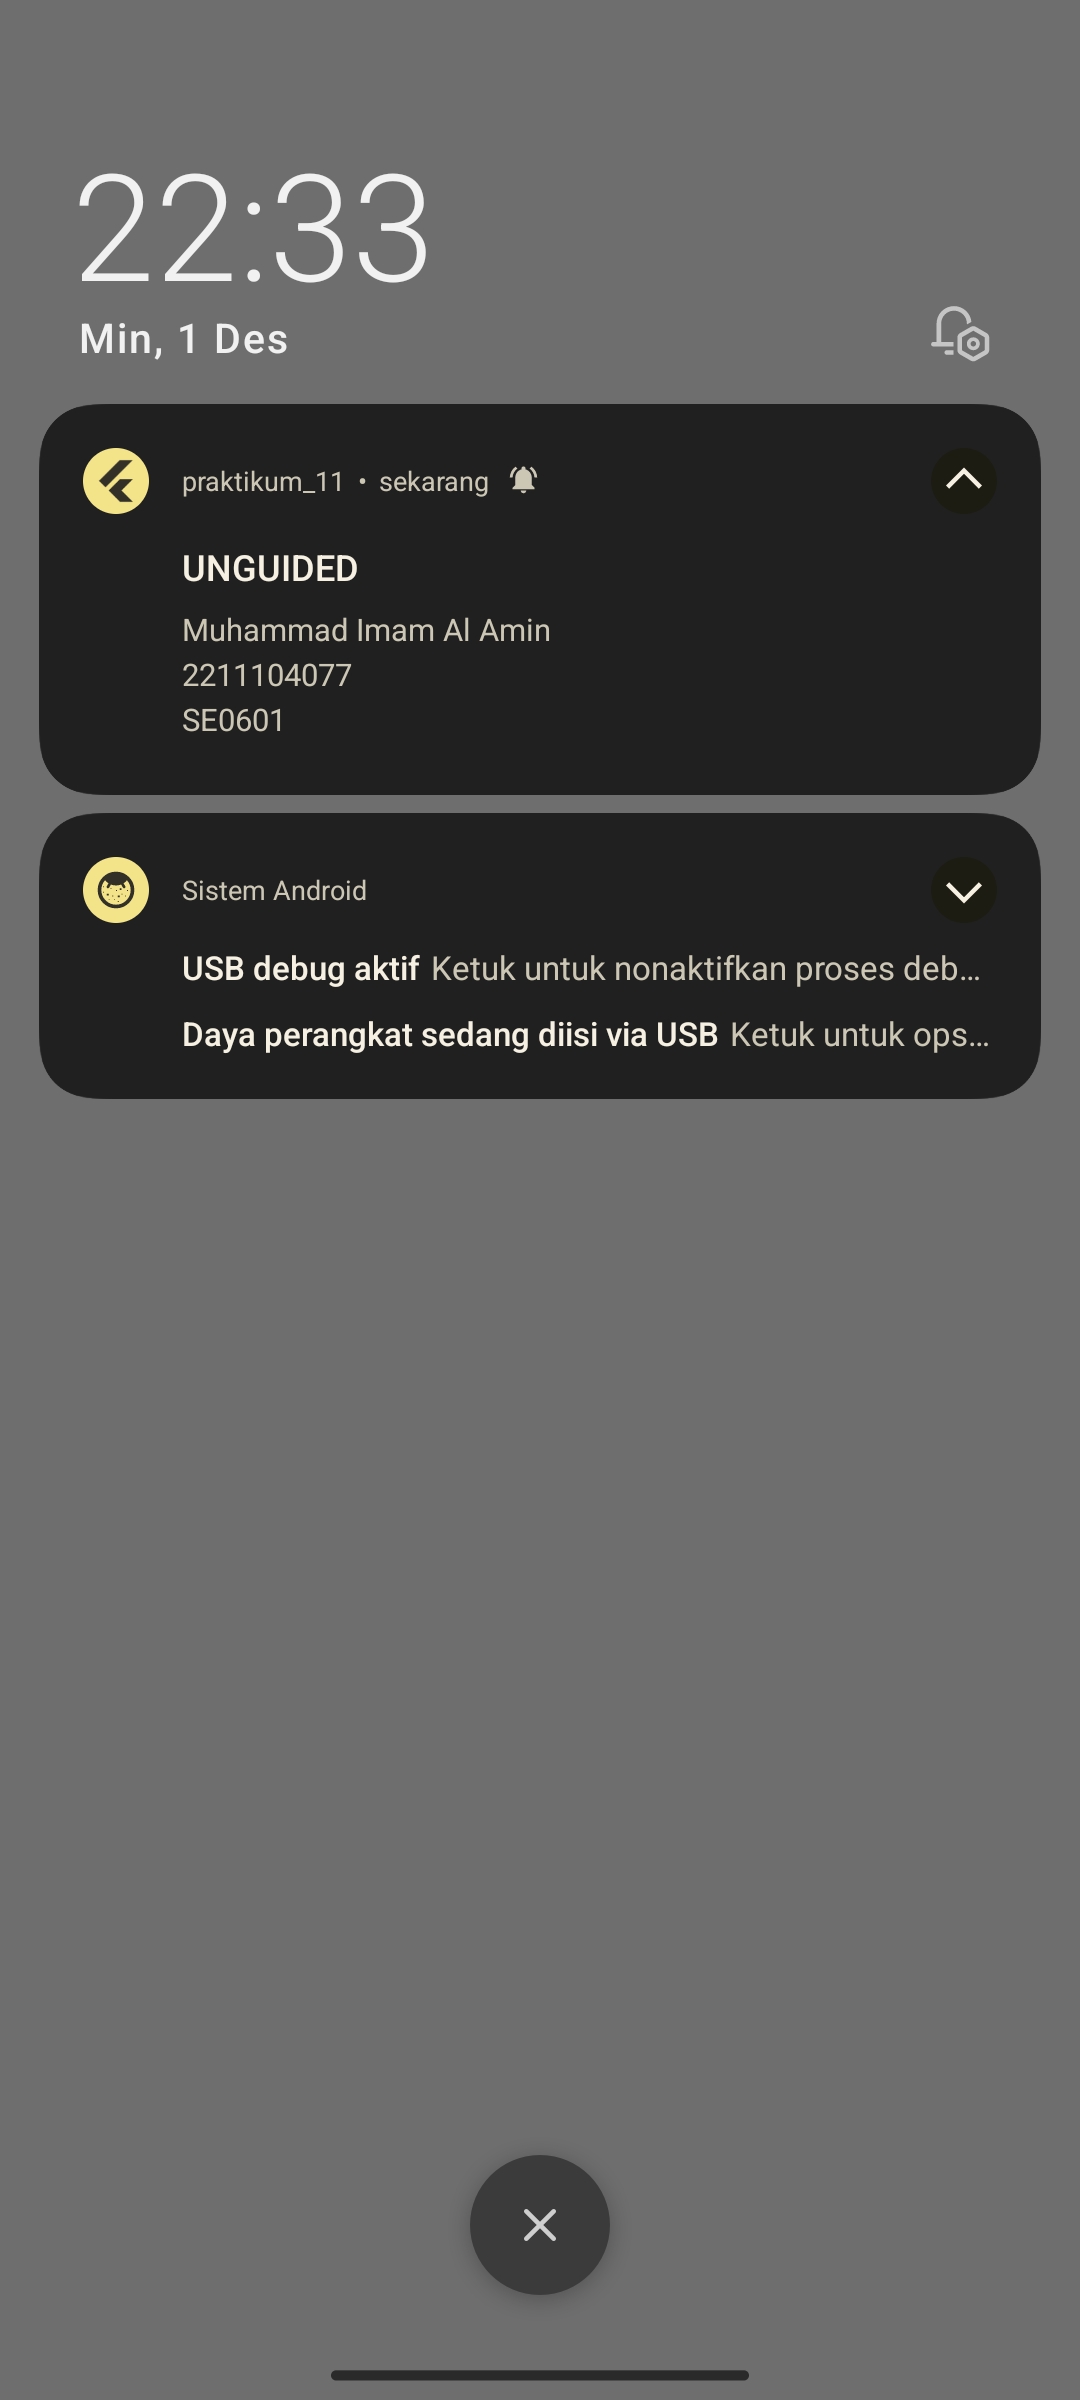 22:33
Min, 1 Des
praktikum_11 • sekarang
UNGUIDED
Muhammad Imam Al Amin
2211104077
SE0601
Sistem Android
USB debug aktif Ketuk untuk nonaktifkan proses deb…
Daya perangkat sedang diisi via USB Ketuk untuk ops…